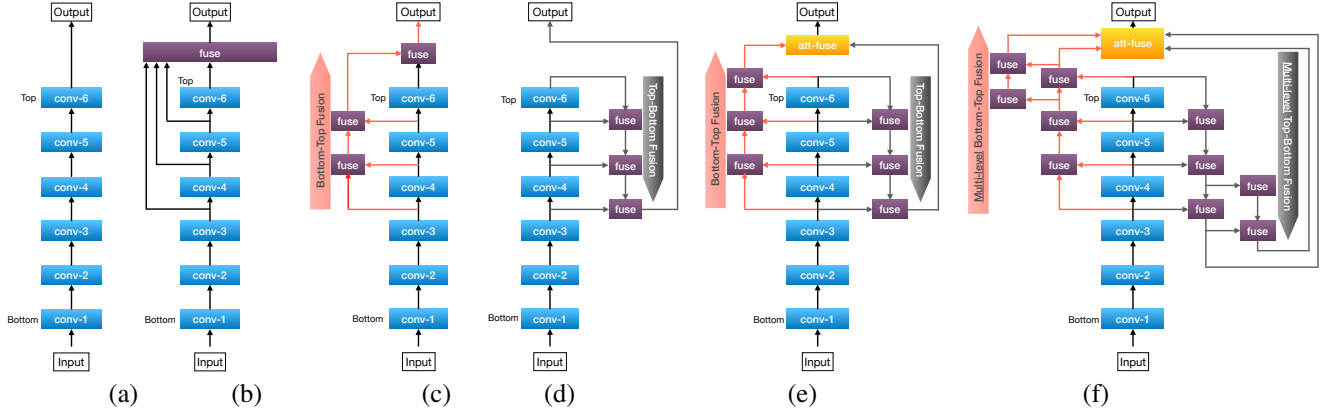 Output
Top
conv-6
conv-5
conv-4
conv-3
conv-2
Bottom
conv-1
Input
(a)
Output
fuse
Top
conv-6
conv-5
conv-4
conv-3
conv-2
Bottom
conv-1
Input
(b)
Output
fuse
Bottom-Top Fusion
conv-6
fuse
conv-5
fuse
conv-4
conv-3
conv-2
conv-1
Input
(c)
Output
Top
conv-6
Top-Bottom Fusion
fuse
conv-5
fuse
conv-4
fuse
conv-3
conv-2
Bottom
conv-1
Input
(d)
Output
att-fuse
Bottom-Top Fusion
fuse
Top
conv-6
Top-Bottom Fusion
fuse
fuse
conv-5
fuse
fuse
conv-4
fuse
conv-3
conv-2
Bottom
conv-1
Input
(e)
Output
att-fuse
Multi-level Bottom-Top Fusion
fuse
fuse
fuse
Top
conv-6
Multi-level Top-Bottom Fusion
fuse
fuse
conv-5
fuse
fuse
conv-4
fuse
fuse
conv-3
fuse
conv-2
Bottom
conv-1
Input
(f)